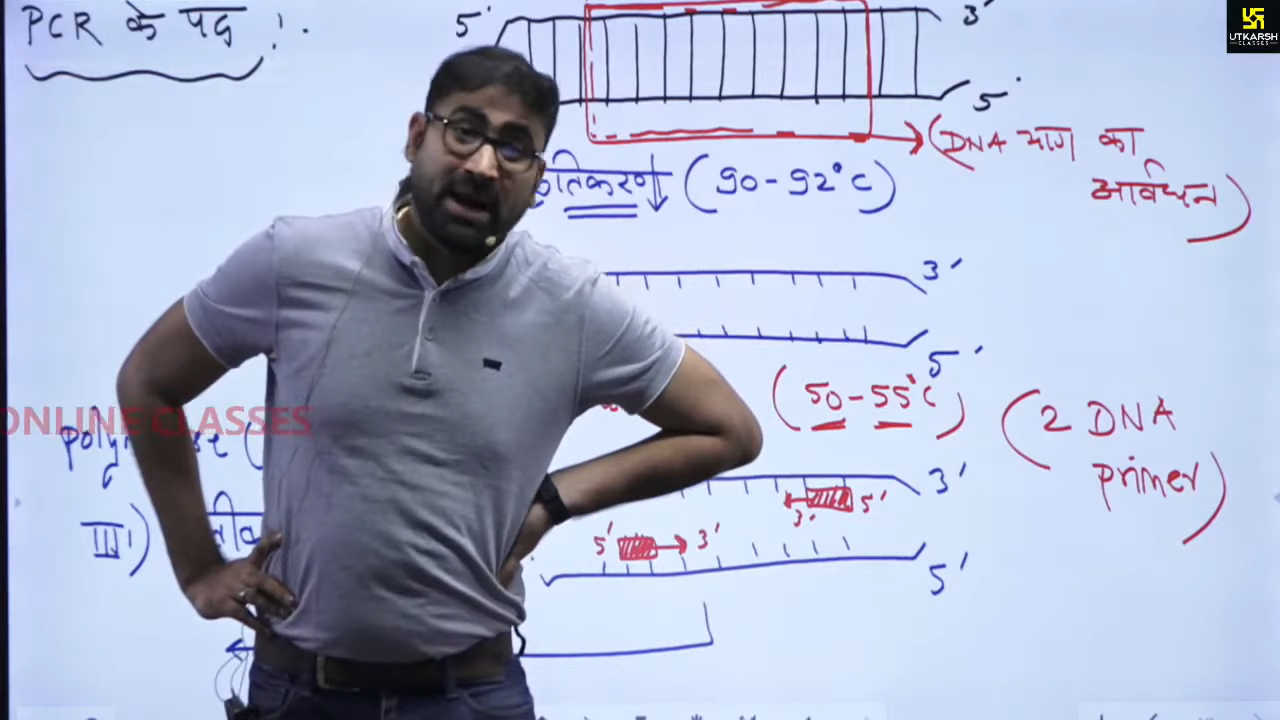 PCR के पद :-
5'
3'
5'
(DNA भाग का
आवर्धन)
(90-92°C)
3'
5'
(50-55°C)
(2 DNA
primer)
3'
3' 5'
5' 3'
5'
III)
ONLINE CLASSES
UTKARSH
CLASSES